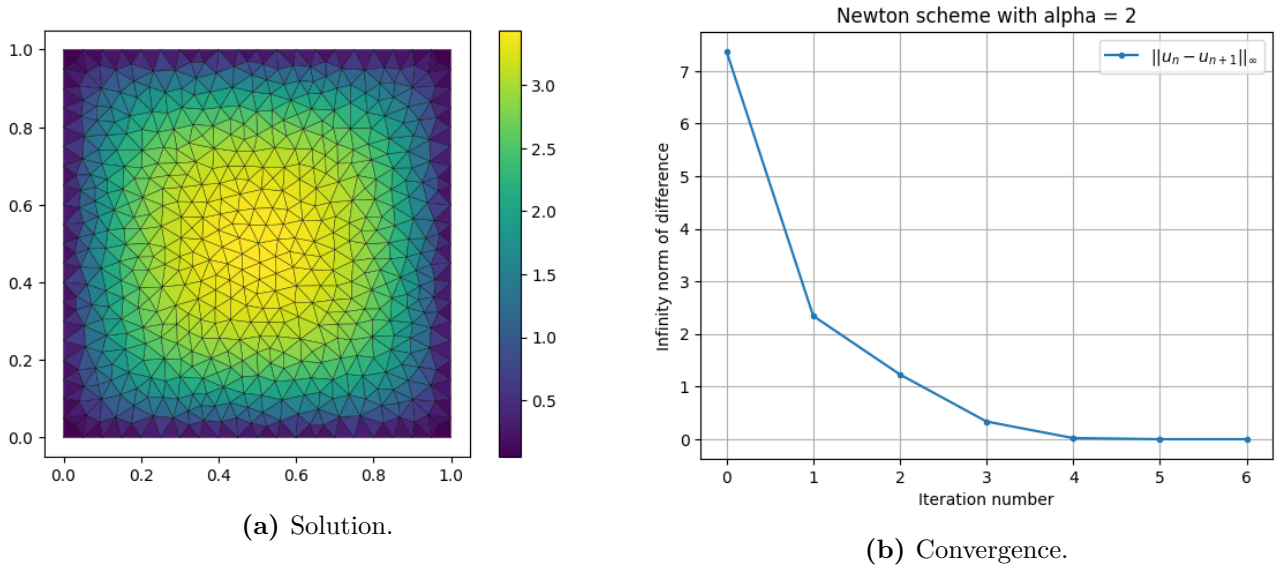 1.0
0.8
0.6
0.4
0.2
0.0
0.0 0.2 0.4 0.6 0.8 1.0
3.0
2.5
2.0
1.5
1.0
0.5
(a) Solution.
Newton scheme with alpha = 2
||u_n − u_{n+1}||_∞
Infinity norm of difference
7
6
5
4
3
2
1
0
0 1 2 3 4 5 6
Iteration number
(b) Convergence.